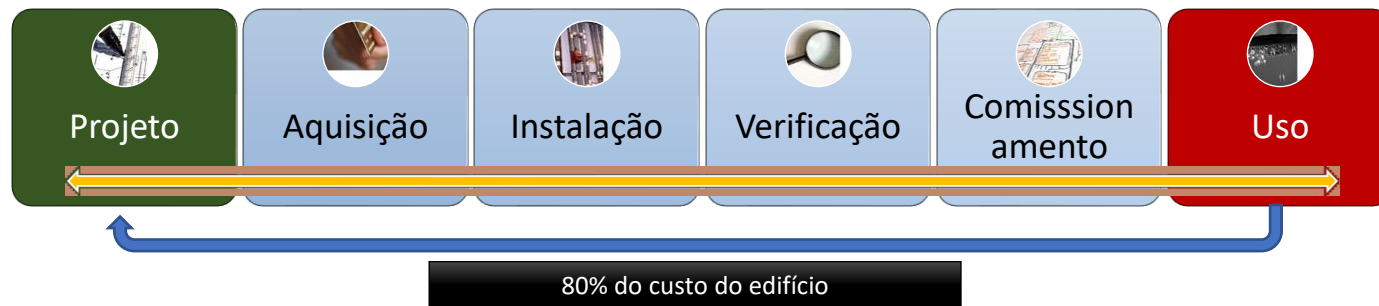 Projeto
Aquisição
Instalação
Verificação
Comisssion
amento
Uso
80% do custo do edifício